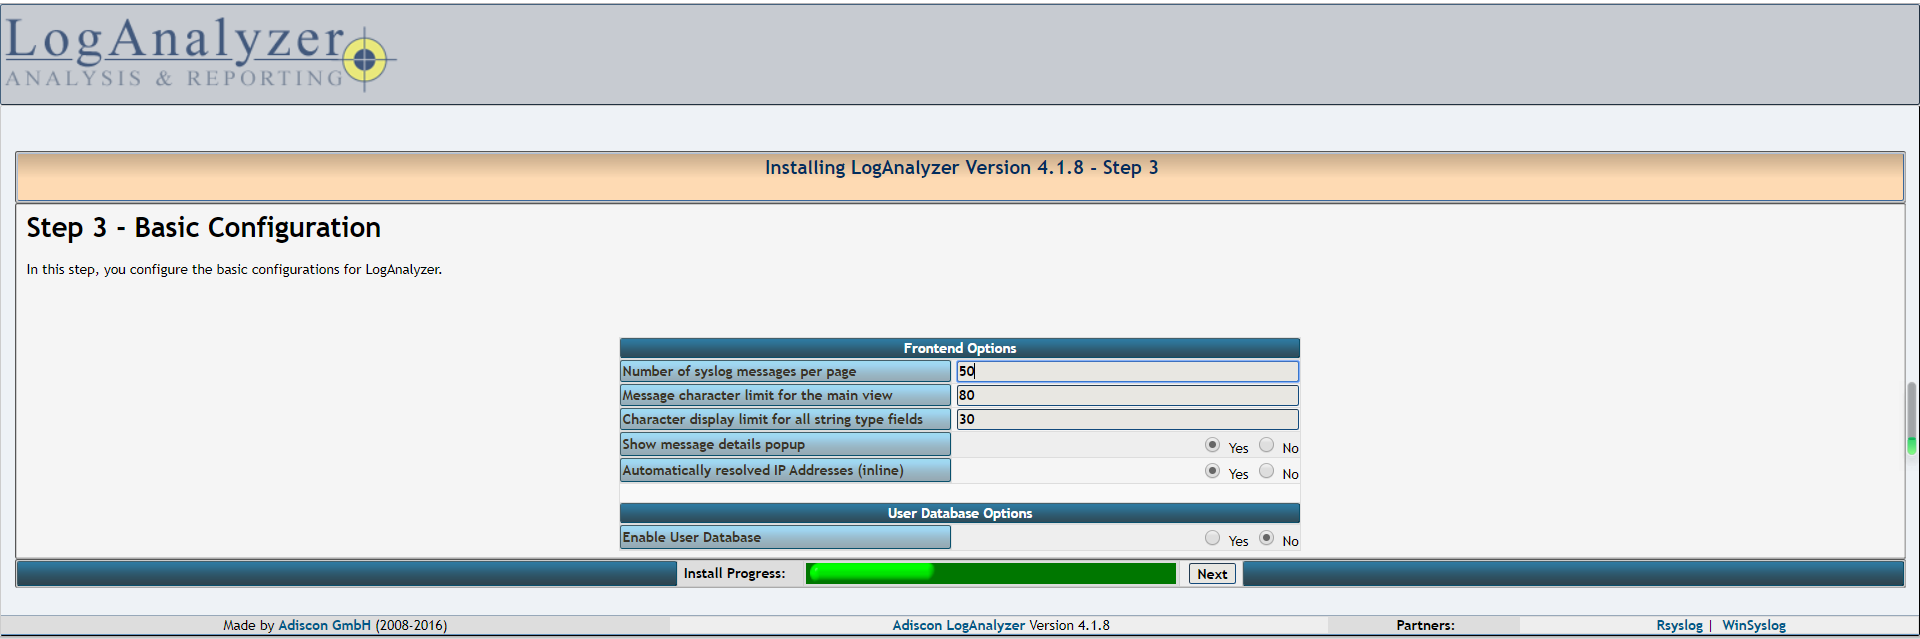 LogAnalyzer
ANALYSIS & REPORTING
Installing LogAnalyzer Version 4.1.8 - Step 3
Step 3 - Basic Configuration
In this step, you configure the basic configurations for LogAnalyzer.
Frontend Options
Number of syslog messages per page 50
Message character limit for the main view 80
Character display limit for all string type fields 30
Show message details popup Yes No
Automatically resolved IP Addresses (inline) Yes No
User Database Options
Enable User Database Yes No
Install Progress: Next
Made by Adiscon GmbH (2008-2016) Adiscon LogAnalyzer Version 4.1.8 Partners: Rsyslog | WinSyslog